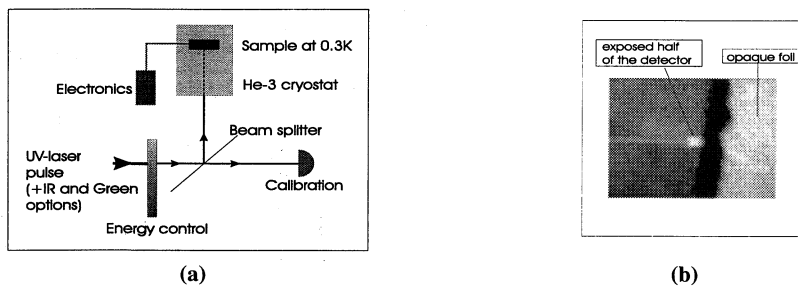 Sample at 0.3K
Electronics
He-3 cryostat
Beam splitter
UV-laser
pulse
(+IR and Green
options)
Calibration
Energy control
(a)
exposed half
of the detector
opaque foil
(b)